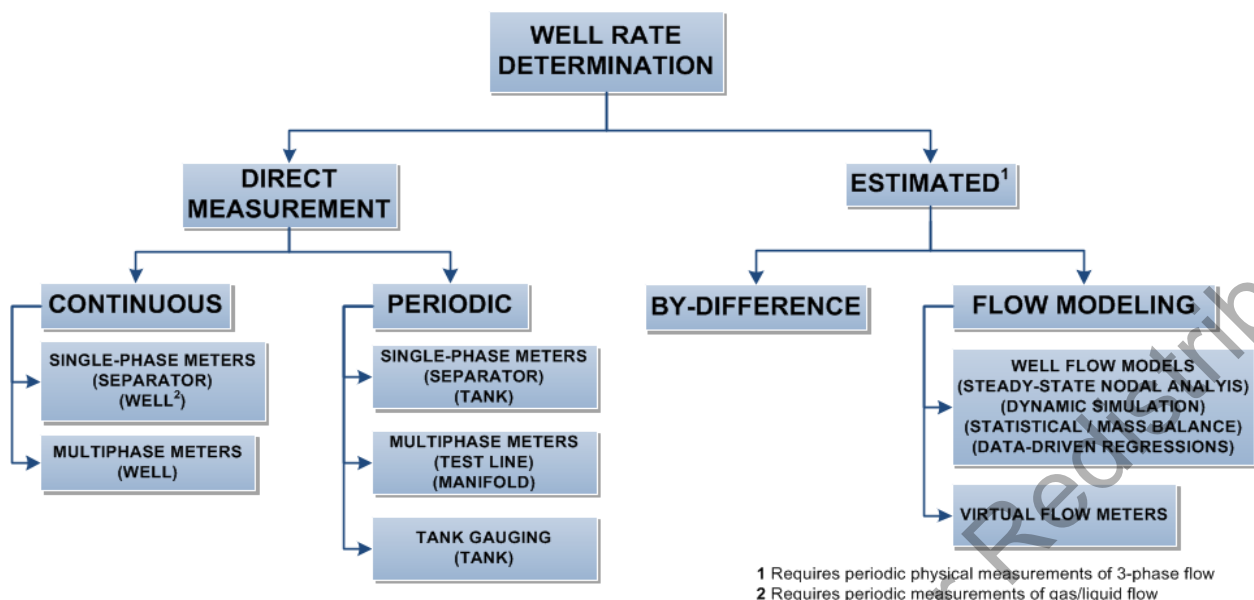 WELL RATE
DETERMINATION
DIRECT
MEASUREMENT
ESTIMATED¹
CONTINUOUS
PERIODIC
BY-DIFFERENCE
FLOW MODELING
SINGLE-PHASE METERS
(SEPARATOR)
(WELL²)
MULTIPHASE METERS
(WELL)
SINGLE-PHASE METERS
(SEPARATOR)
(TANK)
MULTIPHASE METERS
(TEST LINE)
(MANIFOLD)
TANK GAUGING
(TANK)
WELL FLOW MODELS
(STEADY-STATE NODAL ANALYIS)
(DYNAMIC SIMULATION)
(STATISTICAL / MASS BALANCE)
(DATA-DRIVEN REGRESSIONS)
VIRTUAL FLOW METERS
1 Requires periodic physical measurements of 3-phase flow
2 Requires periodic measurements of gas/liquid flow